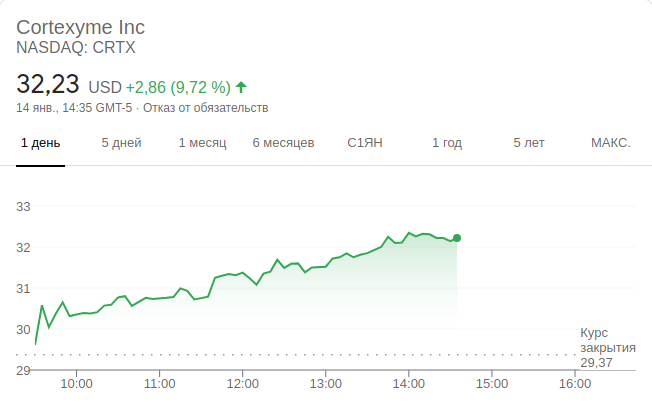 Cortexyme Inc
NASDAQ: CRTX
32,23 USD +2,86 (9,72 %)
14 янв., 14:35 GMT-5 · Отказ от обязательств
1 день 5 дней 1 месяц 6 месяцев С1ЯН 1 год 5 лет МАКС.
33
32
31
30
Курс
закрытия
29,37
29
10:00 11:00 12:00 13:00 14:00 15:00 16:00